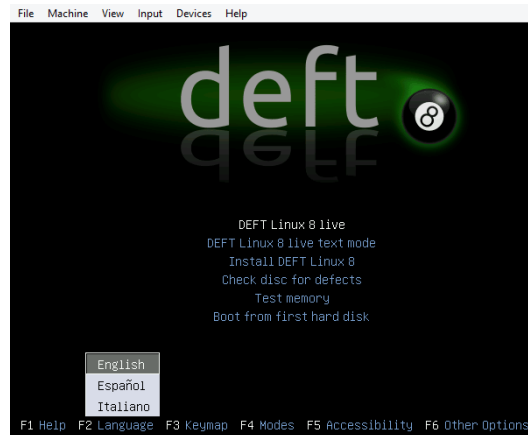 File Machine View Input Devices Help
deft 8
DEFT Linux 8 live
DEFT Linux 8 live text mode
Install DEFT Linux 8
Check disc for defects
Test memory
Boot from first hard disk
English
Español
Italiano
F1 Help F2 Language F3 Keymap F4 Modes F5 Accessibility F6 Other Options